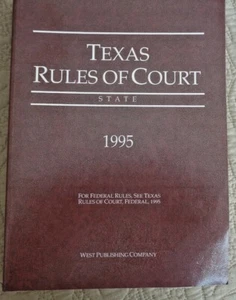 TEXAS
RULES OF COURT
STATE
1995
FOR FEDERAL RULES, SEE TEXAS
RULES OF COURT, FEDERAL, 1995
WEST PUBLISHING COMPANY